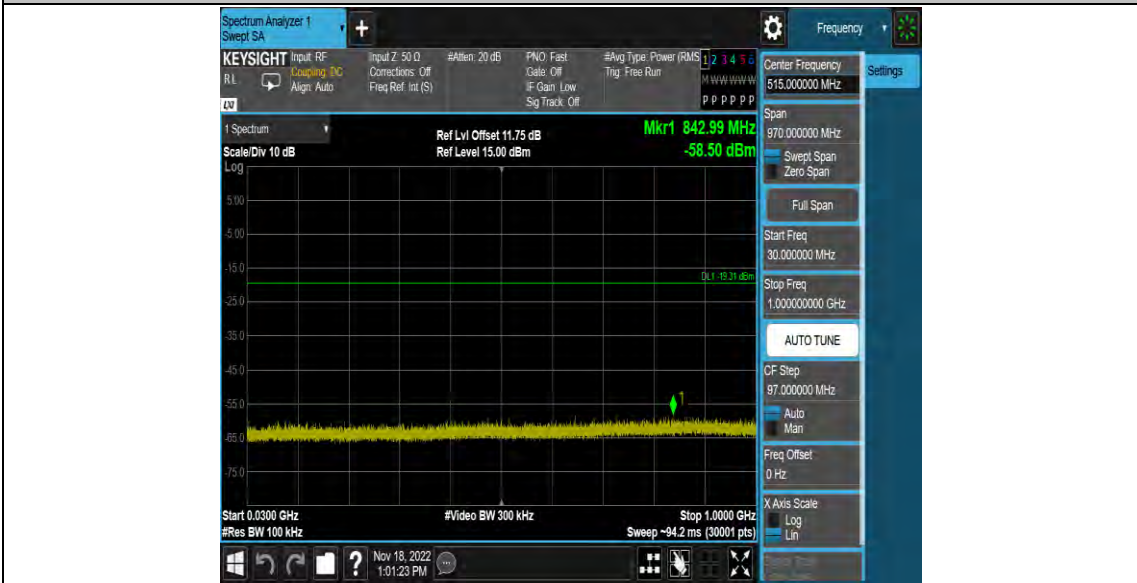 Spectrum Analyzer 1
Swept SA
+
Frequency
KEYSIGHT
RL
LXI
Input: RF
Coupling: DC
Align: Auto
Input Z: 50 Ω
Corrections: Off
Freq Ref: Int (S)
#Atten: 20 dB
PNO: Fast
Gate: Off
IF Gain: Low
Sig Track: Off
#Avg Type: Power (RMS
Trig: Free Run
1 2 3 4 5 6
M W W W W W
P P P P P P
1 Spectrum
Scale/Div 10 dB
Log
Ref Lvl Offset 11.75 dB
Ref Level 15.00 dBm
Mkr1 842.99 MHz
-58.50 dBm
5.00
-5.00
-15.0
DL1 -19.31 dBm
-25.0
-35.0
-45.0
1
-55.0
-65.0
-75.0
Start 0.0300 GHz
#Res BW 100 kHz
#Video BW 300 kHz
Stop 1.0000 GHz
Sweep ~94.2 ms (30001 pts)
Center Frequency
515.000000 MHz
Settings
Span
970.000000 MHz
Swept Span
Zero Span
Full Span
Start Freq
30.000000 MHz
Stop Freq
1.000000000 GHz
AUTO TUNE
CF Step
97.000000 MHz
Auto
Man
Freq Offset
0 Hz
X Axis Scale
Log
Lin
?
Nov 18, 2022
1:01:23 PM